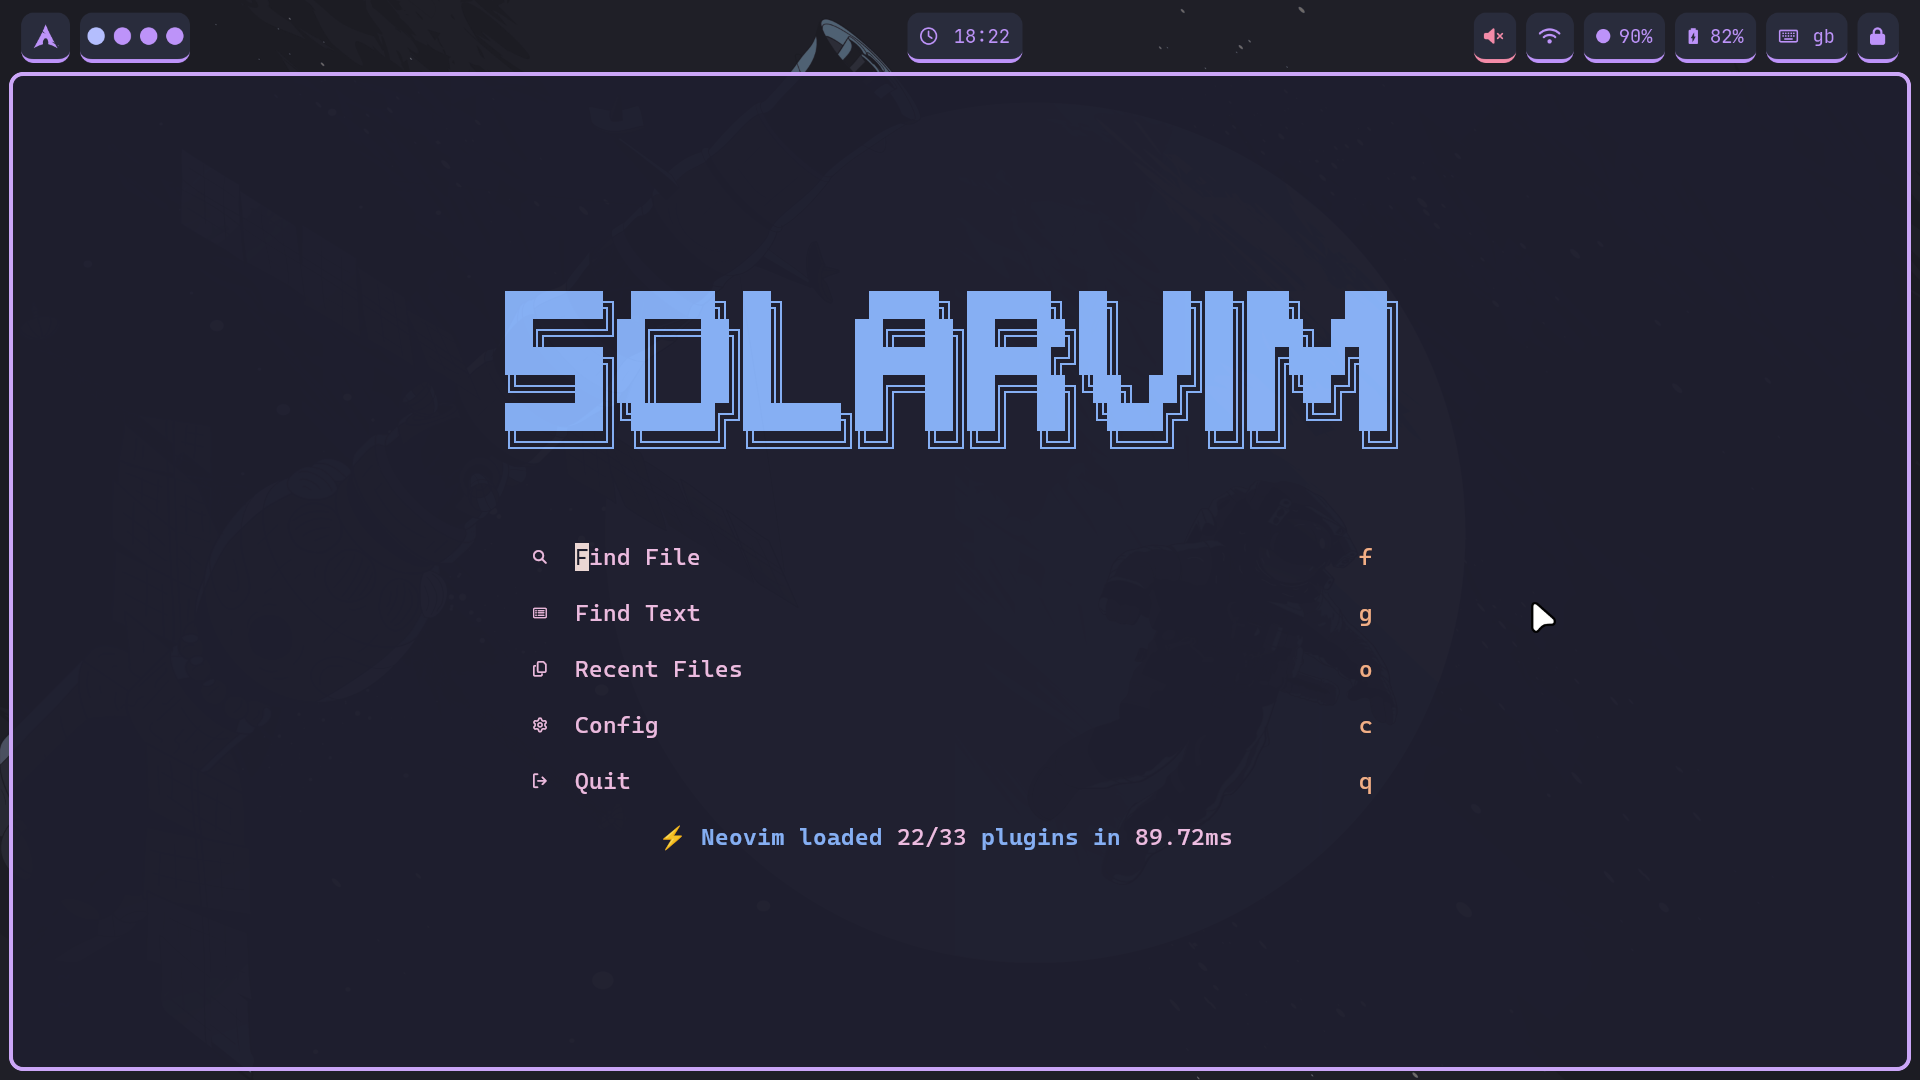 18:22
90%
82%
gb
SOLARVIM
Find File f
Find Text g
Recent Files o
Config c
Quit q
⚡ Neovim loaded 22/33 plugins in 89.72ms